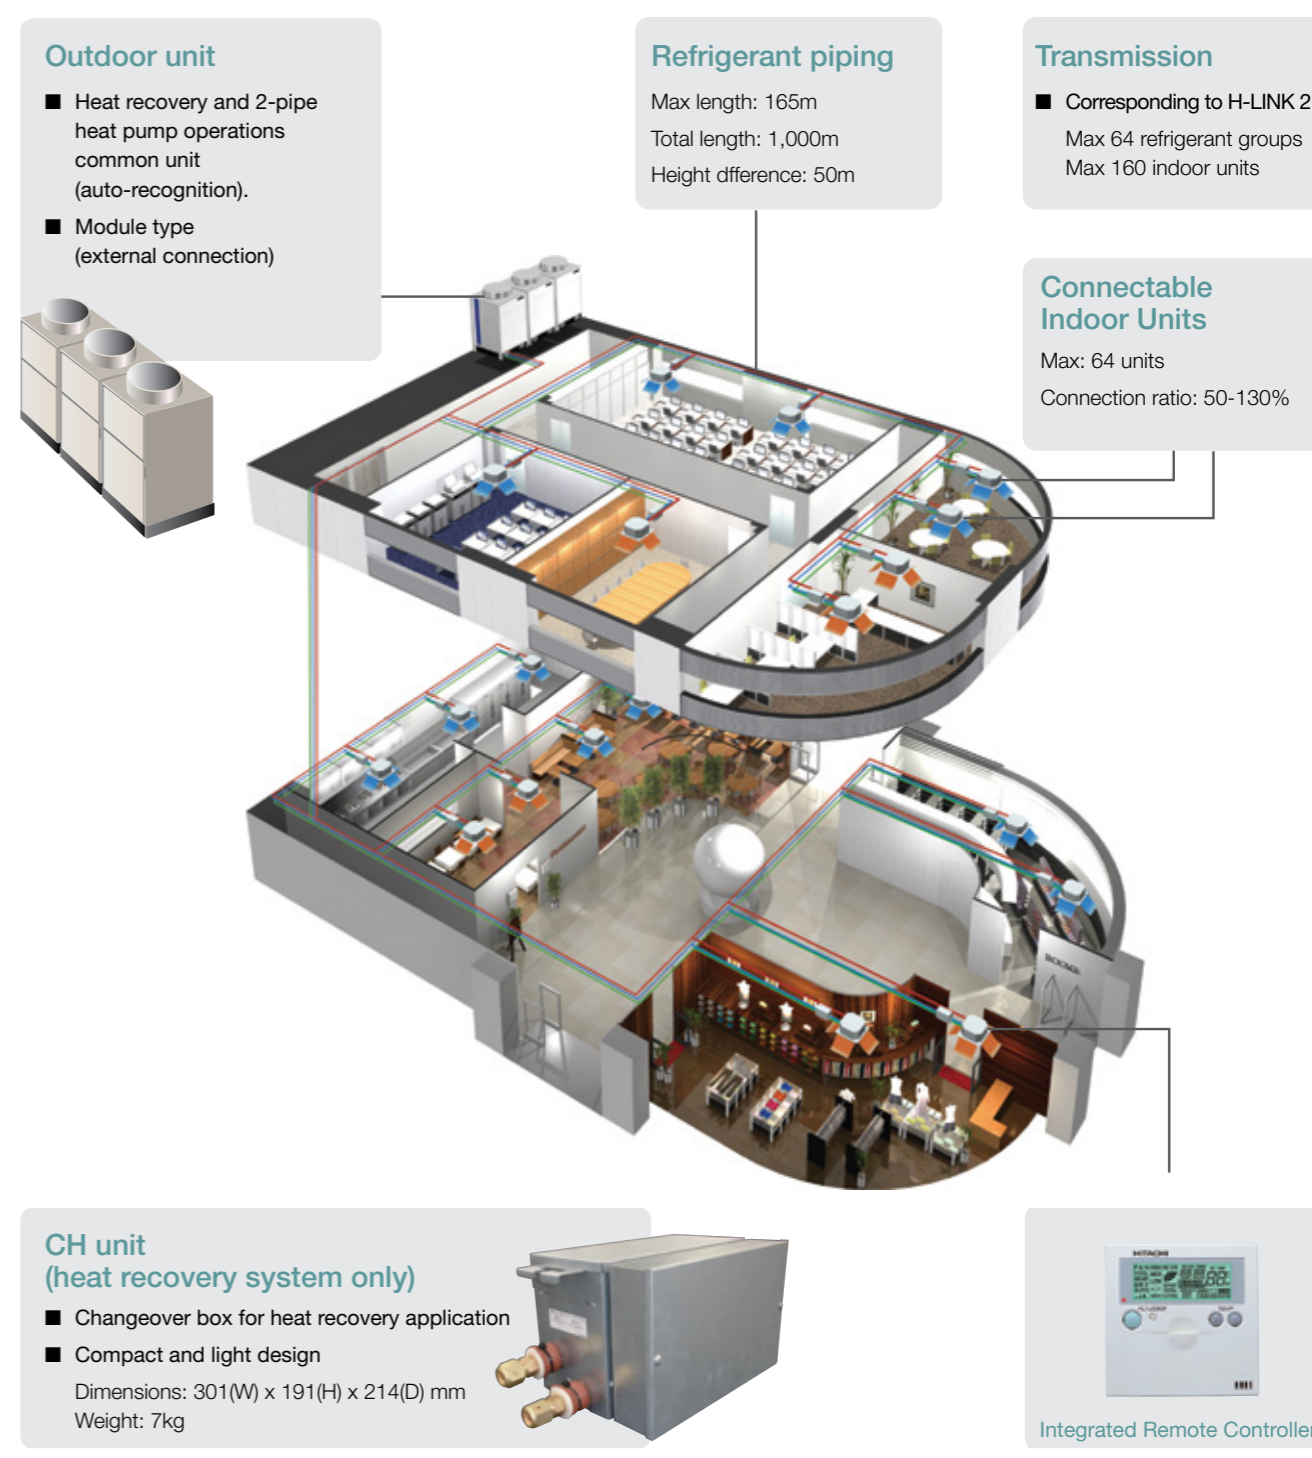 Outdoor unit
■ Heat recovery and 2-pipe
heat pump operations
common unit
(auto-recognition).
■ Module type
(external connection)
Refrigerant piping
Max length: 165m
Total length: 1,000m
Height dfference: 50m
Transmission
■ Corresponding to H-LINK 2
Max 64 refrigerant groups
Max 160 indoor units
Connectable
Indoor Units
Max: 64 units
Connection ratio: 50-130%
CH unit
(heat recovery system only)
■ Changeover box for heat recovery application
■ Compact and light design
Dimensions: 301(W) x 191(H) x 214(D) mm
Weight: 7kg
HITACHI
Integrated Remote Controller